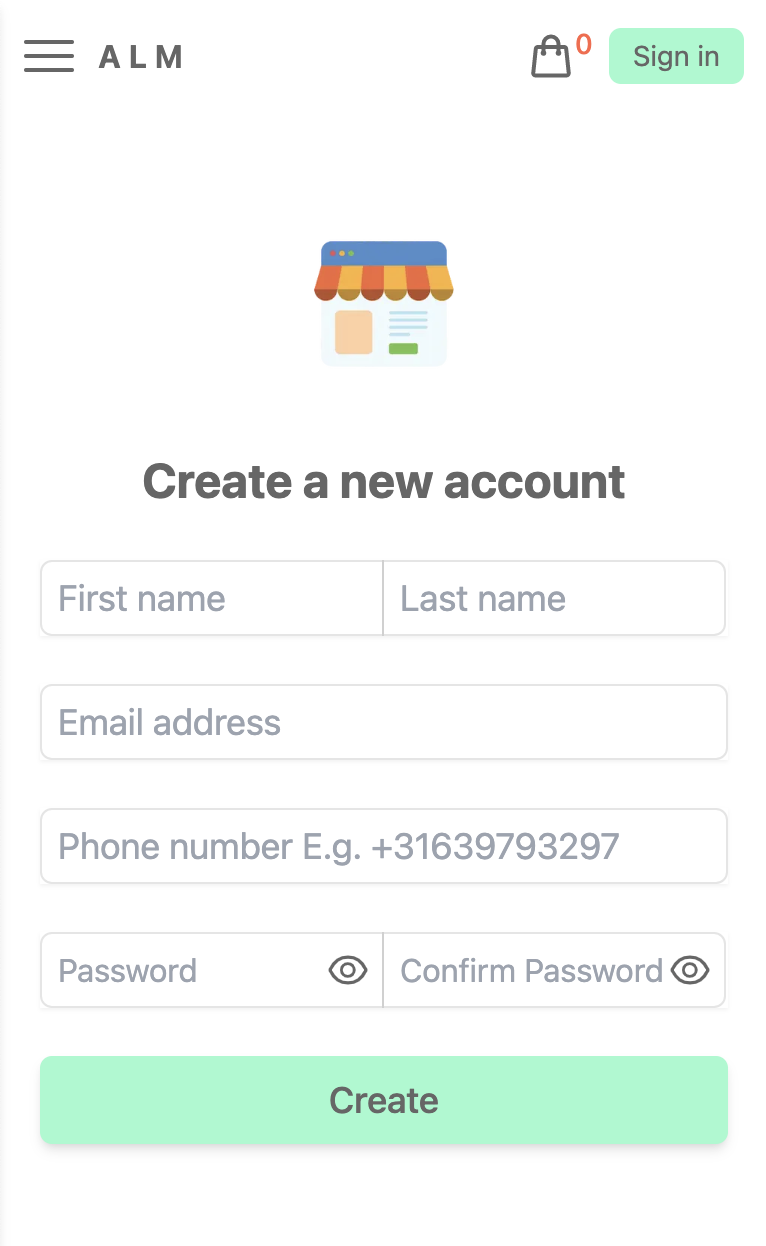 ALM 0 Sign in
Create a new account
First name Last name
Email address
Phone number E.g. +31639793297
Password Confirm Password
Create